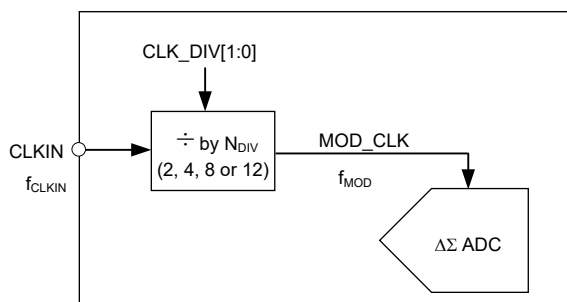 CLK_DIV[1:0]
÷ by NDIV
(2, 4, 8 or 12)
CLKIN
fCLKIN
MOD_CLK
fMOD
ΔΣ ADC